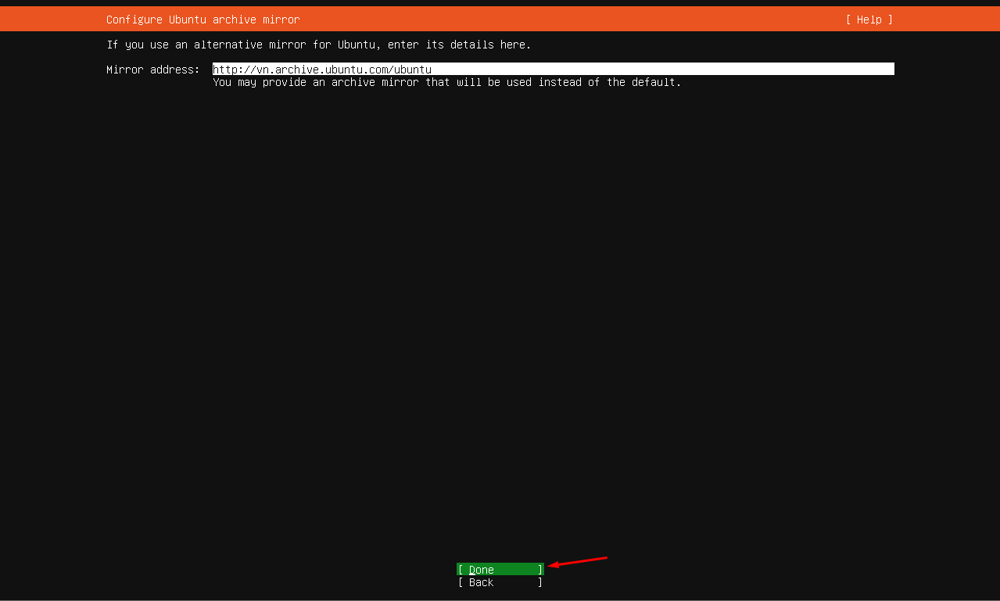 Configure Ubuntu archive mirror [ Help ]
If you use an alternative mirror for Ubuntu, enter its details here.
Mirror address: http://vn.archive.ubuntu.com/ubuntu
You may provide an archive mirror that will be used instead of the default.
[ Done ]
[ Back ]